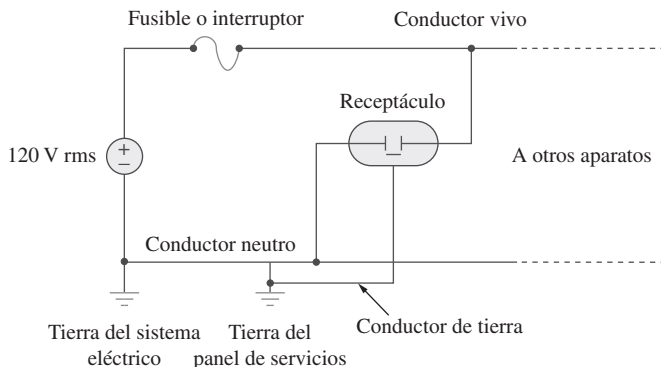 Fusible o interruptor
Conductor vivo
Receptáculo
120 V rms
+
−
A otros aparatos
Conductor neutro
Conductor de tierra
Tierra del sistema
eléctrico
Tierra del
panel de servicios